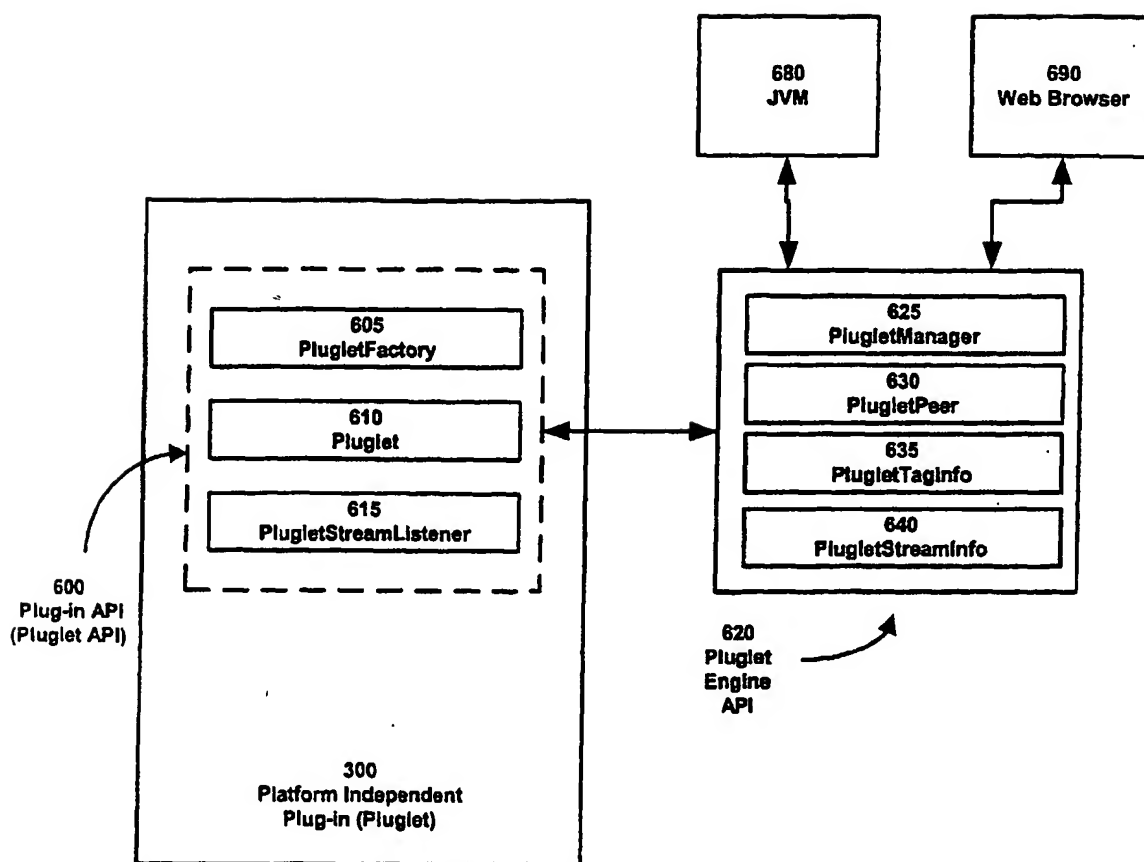 680
JVM
690
Web Browser
605
PlugletFactory
610
Pluglet
615
PlugletStreamListener
625
PlugletManager
630
PlugletPeer
635
PlugletTagInfo
640
PlugletStreamInfo
600
Plug-in API
(Pluglet API)
620
Pluglet
Engine
API
300
Platform Independent
Plug-in (Pluglet)